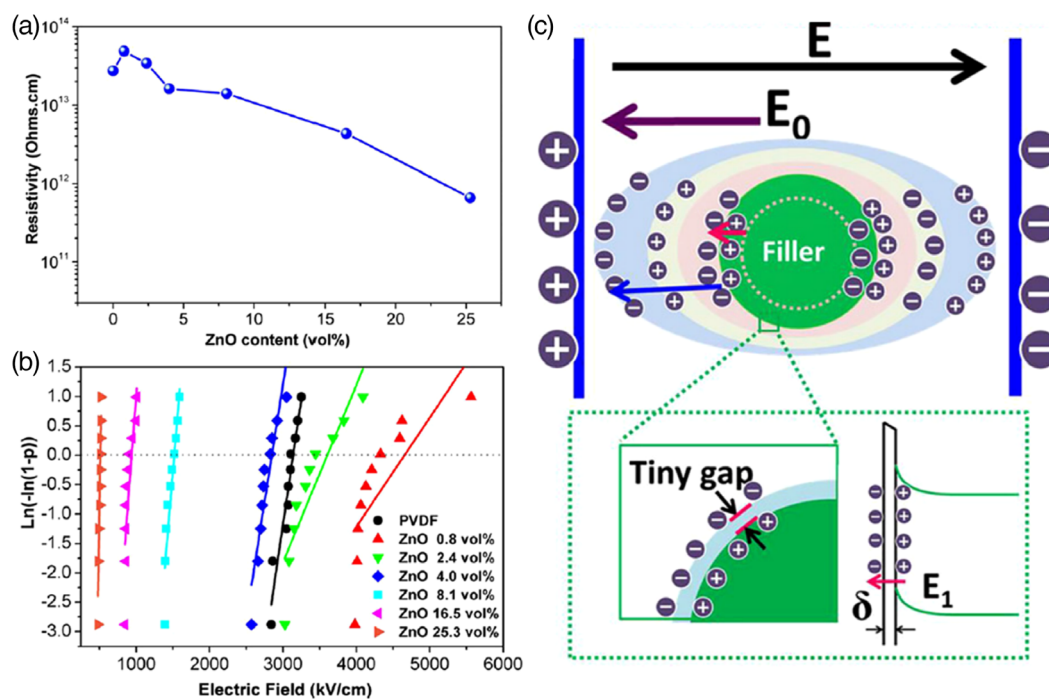 (a)
10^14
10^13
10^12
10^11
Resistivity (Ohms.cm)
0 5 10 15 20 25
ZnO content (vol%)
(b)
1.0
0.5
0.0
-0.5
-1.0
-1.5
-2.0
-2.5
-3.0
Ln(-ln(1-p))
PVDF
ZnO 0.8 vol%
ZnO 2.4 vol%
ZnO 4.0 vol%
ZnO 8.1 vol%
ZnO 16.5 vol%
ZnO 25.3 vol%
1000 2000 3000 4000 5000 6000
Electric Field (kV/cm)
(c)
E
E0
Filler
Tiny gap
E1
δ